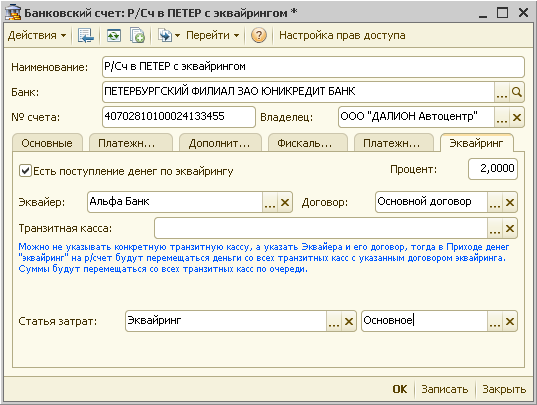 Банковский счет: Р/Сч в ПЕТЕР с эквайрингом *
Действия Перейти ? Настройка прав доступа
Наименование: Р/Сч в ПЕТЕР с эквайрингом
Банк: ПЕТЕРБУРГСКИЙ ФИЛИАЛ ЗАО ЮНИКРЕДИТ БАНК ...
№ счета: 40702810100024133455 ... Владелец: ООО "ДАЛИОН Автоцентр" ...
Основные Платежн... Дополнит... Фискаль... Платежн... Эквайринг
Есть поступление денег по эквайрингу Процент: 2,0000
Эквайер: Альфа Банк ... Договор: Основной договор ...
Транзитная касса: ...
Можно не указывать конкретную транзитную кассу, а указать Эквайера и его договор, тогда в Приходе денег
"эквайринг" на р/счет будут перемещаться деньги со всех транзитных касс с указанным договором эквайринга.
Суммы будут перемещаться со всех транзитных касс по очереди.
Статья затрат: Эквайринг ... Основное ...
ОК Записать Закрыть